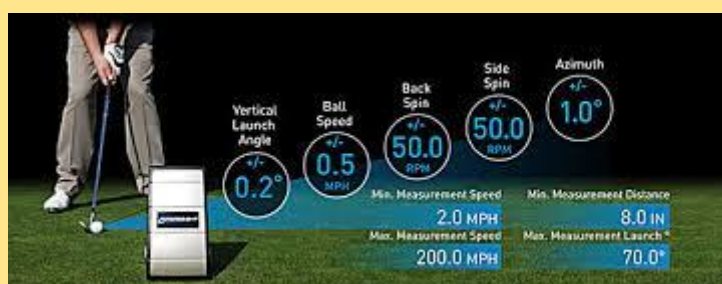 Vertical
Launch
Angle
+/-
0.2°
Ball
Speed
+/-
0.5
MPH
Back
Spin
+/-
50.0
RPM
Side
Spin
+/-
50.0
RPM
Azimuth
+/-
1.0°
Min. Measurement Speed
2.0 MPH
Max. Measurement Speed
200.0 MPH
Min. Measurement Distance
8.0 IN
Max. Measurement Launch *
70.0°